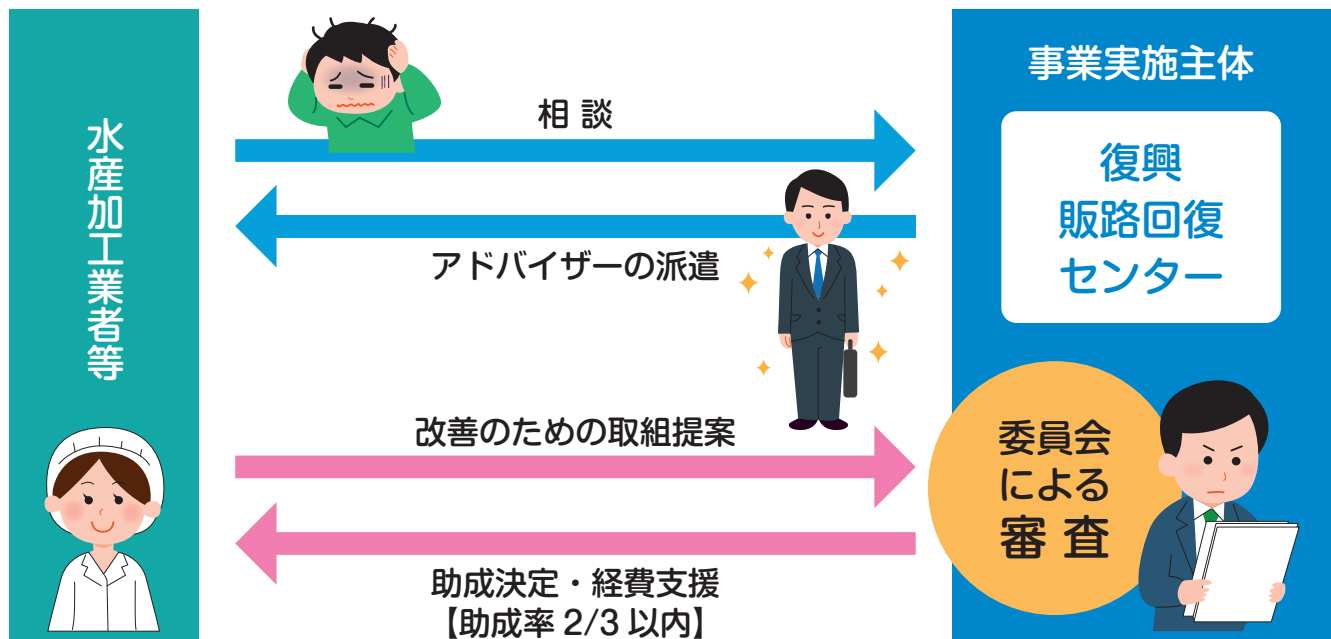 水産加工業者等
相 談
アドバイザーの派遣
改善のための取組提案
助成決定・経費支援
【助成率 2/3 以内】
事業実施主体
復興
販路回復
センター
委員会
による
審 査